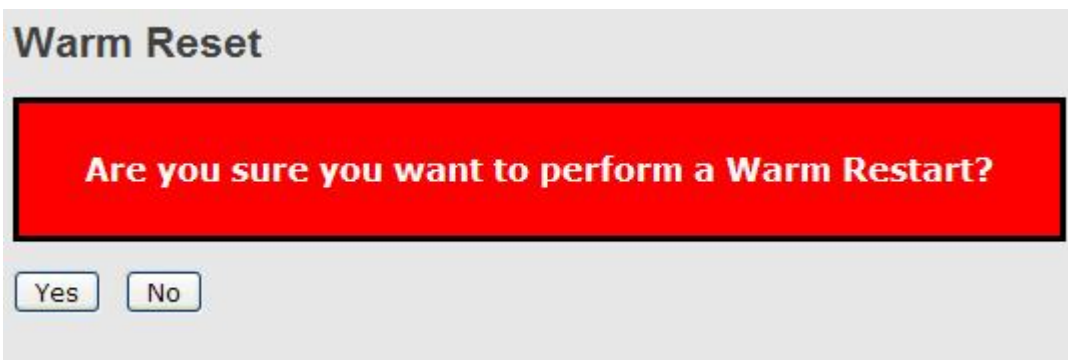 Warm Reset
Are you sure you want to perform a Warm Restart?
Yes No